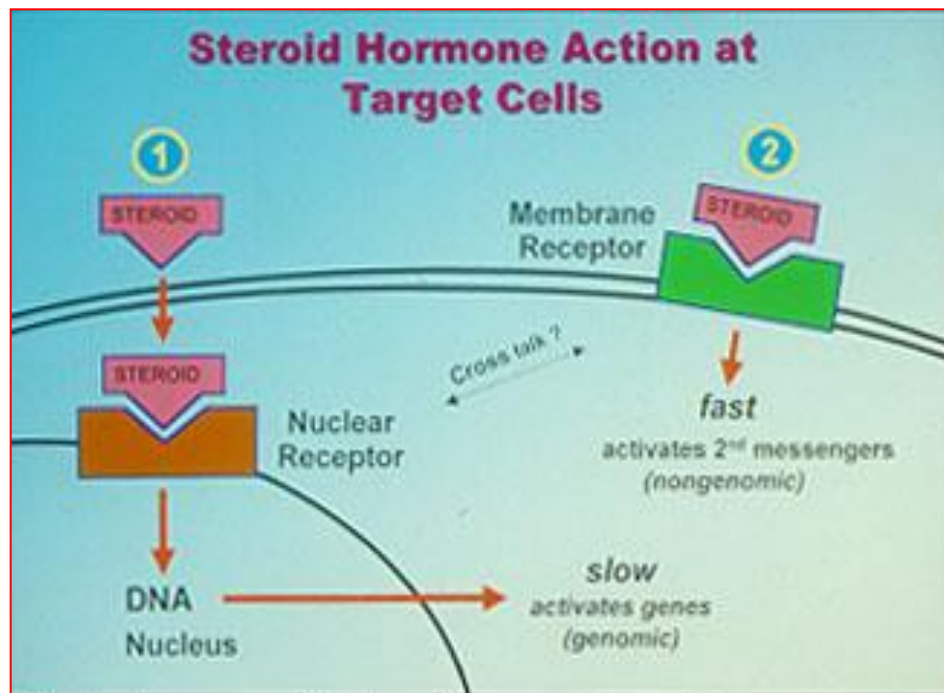 Steroid Hormone Action at
Target Cells
1
STEROID
STEROID
Nuclear
Receptor
DNA
Nucleus
2
STEROID
Membrane
Receptor
Cross talk ?
fast
activates 2nd messengers
(nongenomic)
slow
activates genes
(genomic)